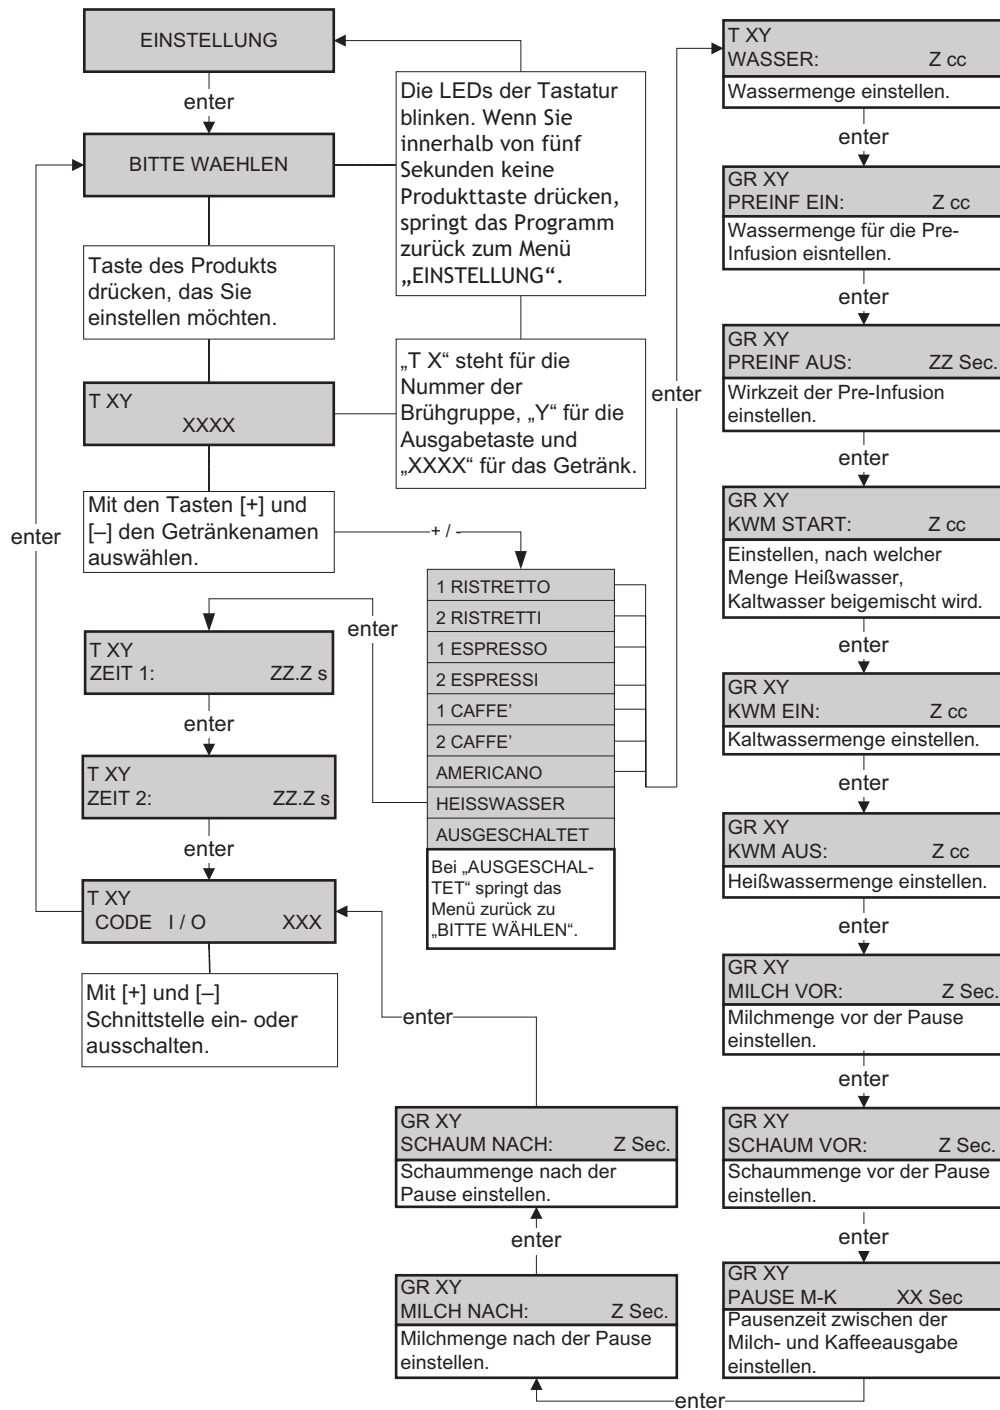 EINSTELLUNG
enter
BITTE WAEHLEN
Die LEDs der Tastatur
blinken. Wenn Sie
innerhalb von fünf
Sekunden keine
Produkttaste drücken,
springt das Programm
zurück zum Menü
„EINSTELLUNG“.
Taste des Produkts
drücken, das Sie
einstellen möchten.
T XY
XXXX
„T X“ steht für die
Nummer der
Brühgruppe, „Y“ für die
Ausgabetaste und
„XXXX“ für das Getränk.
Mit den Tasten [+] und
[–] den Getränkenamen
auswählen.
+ / -
enter
1 RISTRETTO
2 RISTRETTI
1 ESPRESSO
2 ESPRESSI
1 CAFFE’
2 CAFFE’
AMERICANO
HEISSWASSER
AUSGESCHALTET
Bei „AUSGESCHAL-
TET“ springt das
Menü zurück zu
„BITTE WÄHLEN“.
enter
T XY
ZEIT 1: ZZ.Z s
enter
T XY
ZEIT 2: ZZ.Z s
enter
T XY
CODE I / O XXX
Mit [+] und [–]
Schnittstelle ein- oder
ausschalten.
enter
T XY
WASSER: Z cc
Wassermenge einstellen.
enter
GR XY
PREINF EIN: Z cc
Wassermenge für die Pre-
Infusion eisntellen.
enter
GR XY
PREINF AUS: ZZ Sec.
Wirkzeit der Pre-Infusion
einstellen.
enter
GR XY
KWM START: Z cc
Einstellen, nach welcher
Menge Heißwasser,
Kaltwasser beigemischt wird.
enter
GR XY
KWM EIN: Z cc
Kaltwassermenge einstellen.
enter
GR XY
KWM AUS: Z cc
Heißwassermenge einstellen.
enter
GR XY
MILCH VOR: Z Sec.
Milchmenge vor der Pause
einstellen.
enter
GR XY
SCHAUM VOR: Z Sec.
Schaummenge vor der Pause
einstellen.
enter
GR XY
PAUSE M-K XX Sec
Pausenzeit zwischen der
Milch- und Kaffeeausgabe
einstellen.
enter
GR XY
MILCH NACH: Z Sec.
Milchmenge nach der Pause
einstellen.
enter
GR XY
SCHAUM NACH: Z Sec.
Schaummenge nach der
Pause einstellen.
enter